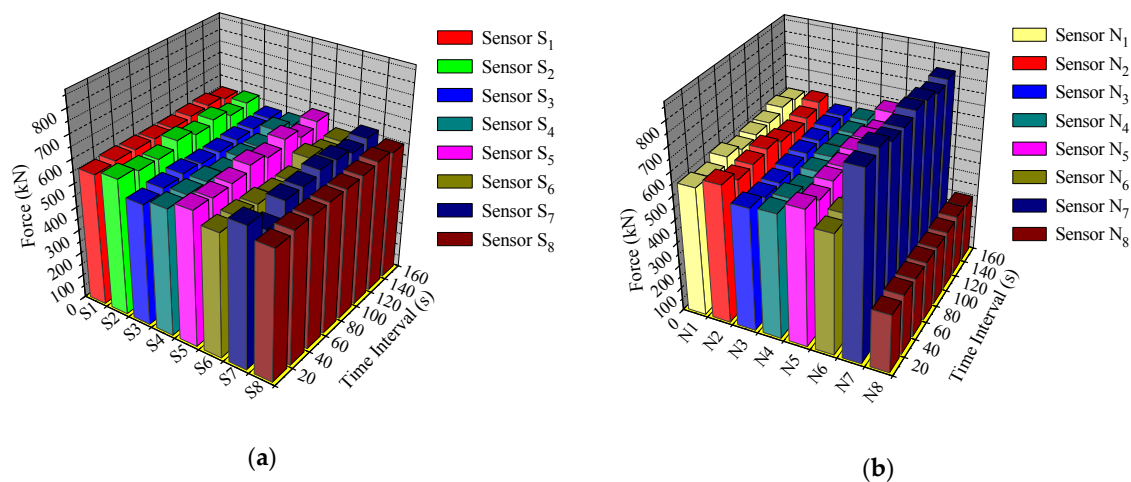 Force (kN)
800
700
600
500
400
300
200
100
0
S1
S2
S3
S4
S5
S6
S7
S8
20
40
60
80
100
120
140
160
Time Interval (s)
Sensor S1
Sensor S2
Sensor S3
Sensor S4
Sensor S5
Sensor S6
Sensor S7
Sensor S8
(a)
Force (kN)
800
700
600
500
400
300
200
100
0
N1
N2
N3
N4
N5
N6
N7
N8
20
40
60
80
100
120
140
160
Time Interval (s)
Sensor N1
Sensor N2
Sensor N3
Sensor N4
Sensor N5
Sensor N6
Sensor N7
Sensor N8
(b)